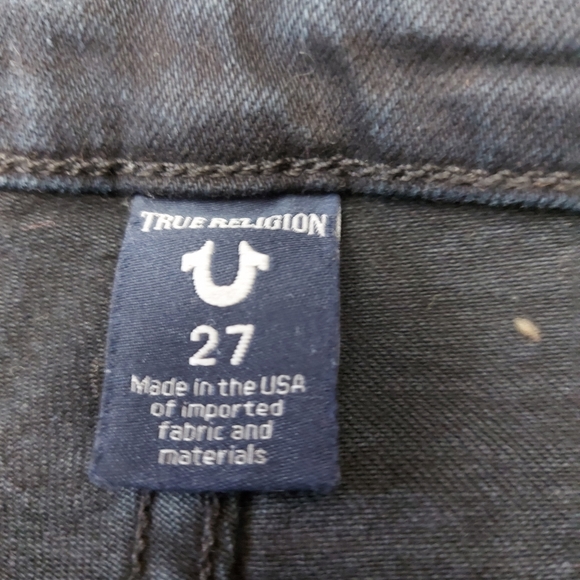 TRUE RELIGION
27
Made in the USA
of imported
fabric and
materials